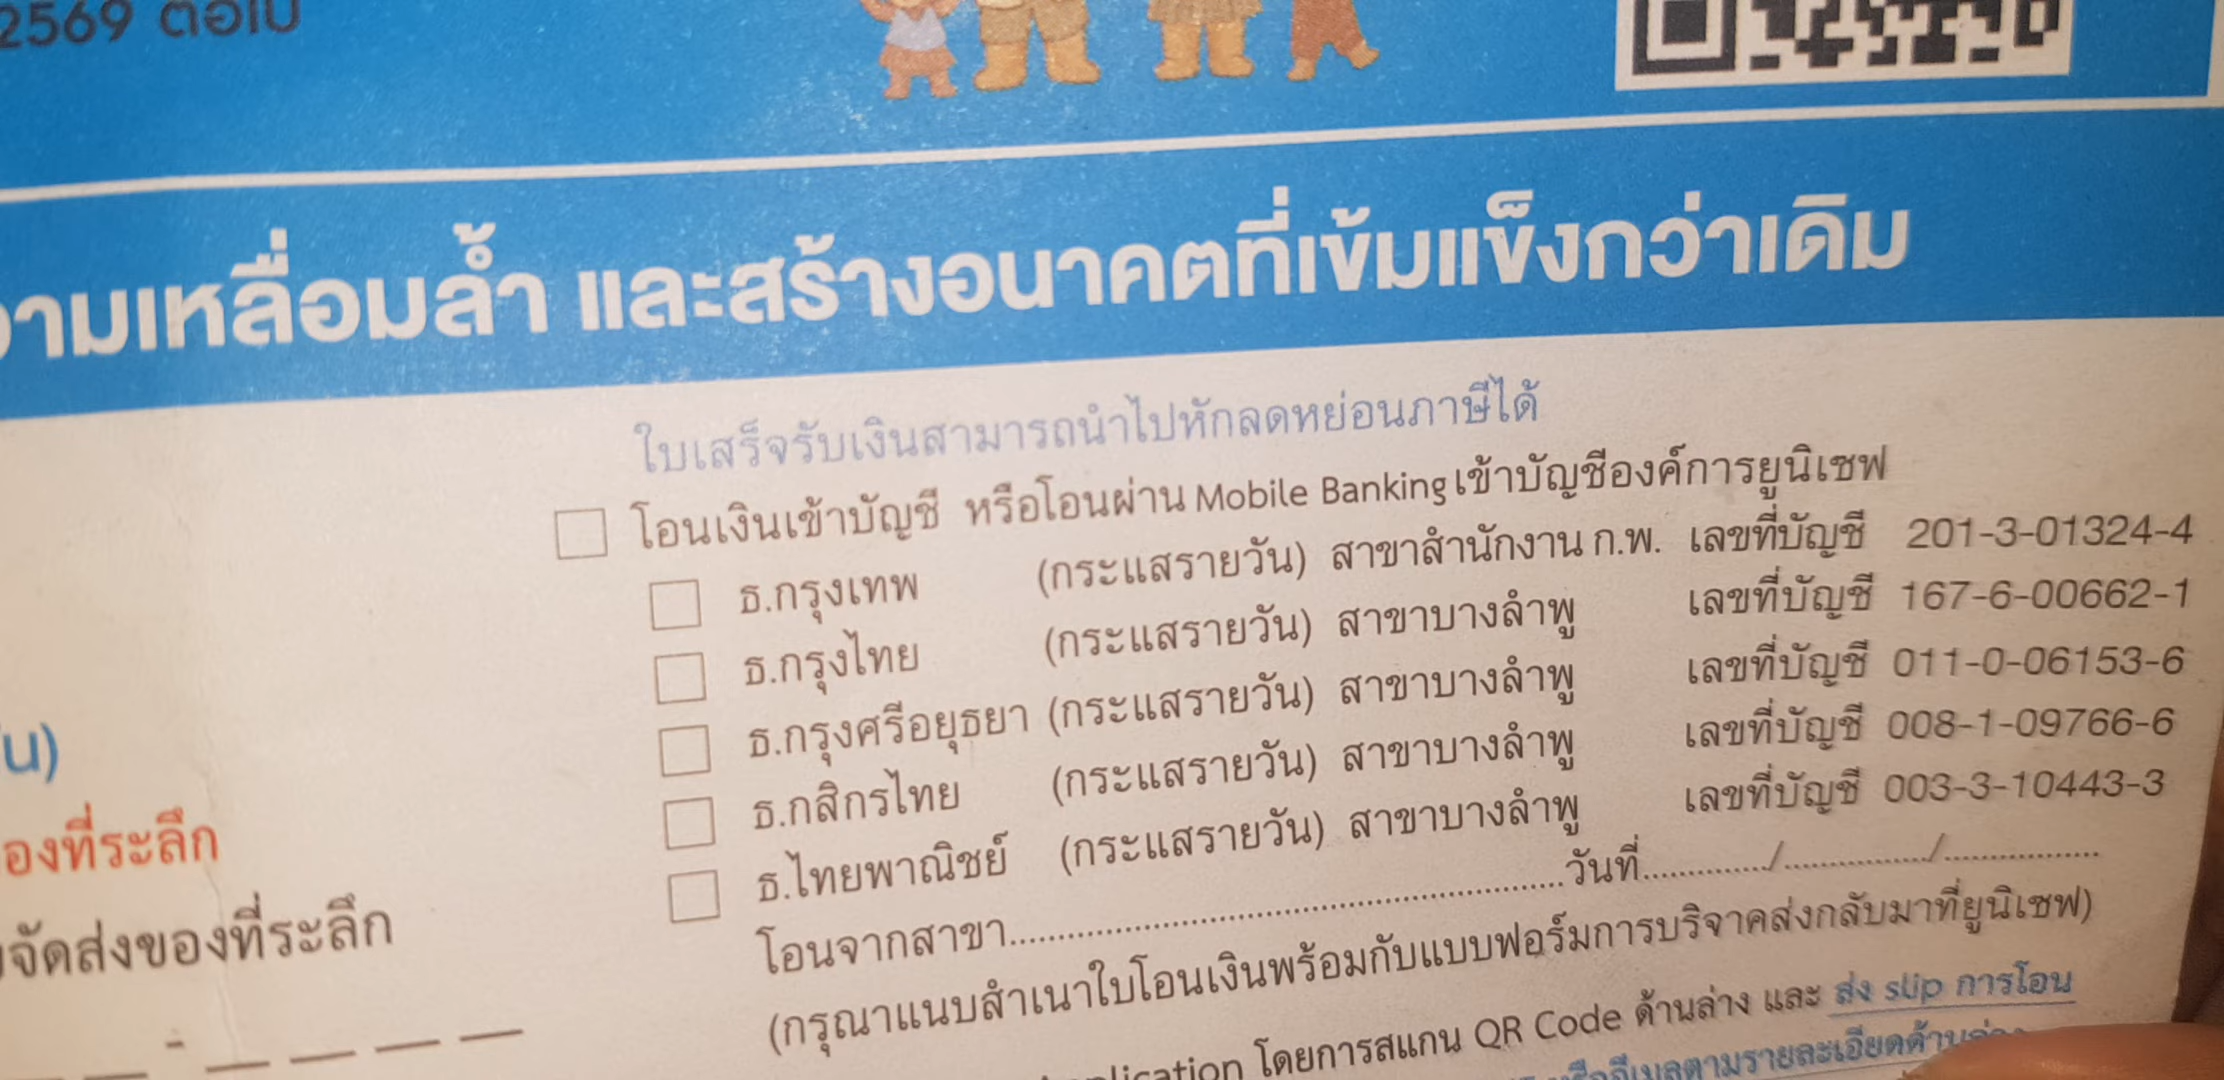 2569 ต่อไป
ความเหลื่อมล้ำ และสร้างอนาคตที่เข้มแข็งกว่าเดิม
ใบเสร็จรับเงินสามารถนำไปหักลดหย่อนภาษีได้
โอนเงินเข้าบัญชี หรือโอนผ่าน Mobile Banking เข้าบัญชีองค์การยูนิเซฟ
ธ.กรุงเทพ (กระแสรายวัน) สาขาสำนักงาน ก.พ. เลขที่บัญชี 201-3-01324-4
ธ.กรุงไทย (กระแสรายวัน) สาขาบางลำพู เลขที่บัญชี 167-6-00662-1
ธ.กรุงศรีอยุธยา (กระแสรายวัน) สาขาบางลำพู เลขที่บัญชี 011-0-06153-6
ธ.กสิกรไทย (กระแสรายวัน) สาขาบางลำพู เลขที่บัญชี 008-1-09766-6
ธ.ไทยพาณิชย์ (กระแสรายวัน) สาขาบางลำพู เลขที่บัญชี 003-3-10443-3
โอนจากสาขา..........วันที่........../........../..........
(กรุณาแนบสำเนาใบโอนเงินพร้อมกับแบบฟอร์มการบริจาคส่งกลับมาที่ยูนิเซฟ)
โดยการสแกน QR Code ด้านล่าง และ ส่ง slip การโอน
องที่ระลึก
จัดส่งของที่ระลึก